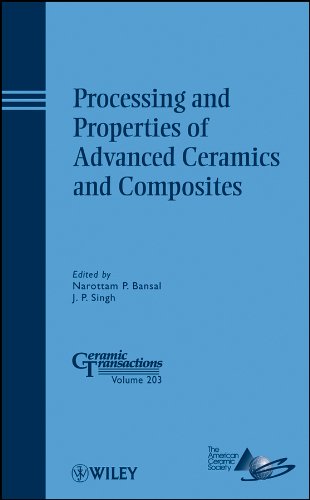 Processing and
Properties of
Advanced Ceramics
and Composites
Edited by
Narottam P. Bansal
J. P. Singh
Ceramic
Transactions
Volume 203
WILEY
The
American
Ceramic
Society